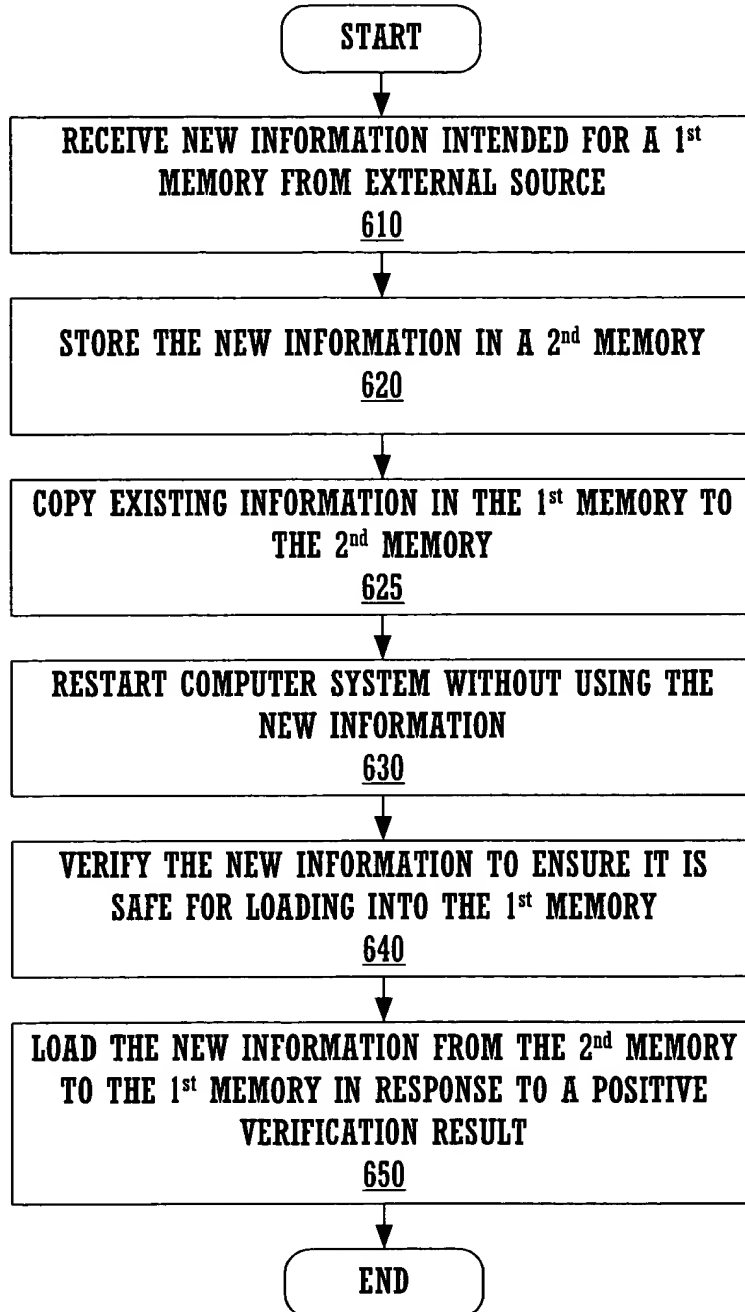 START
RECEIVE NEW INFORMATION INTENDED FOR A 1st
MEMORY FROM EXTERNAL SOURCE
610
STORE THE NEW INFORMATION IN A 2nd MEMORY
620
COPY EXISTING INFORMATION IN THE 1st MEMORY TO
THE 2nd MEMORY
625
RESTART COMPUTER SYSTEM WITHOUT USING THE
NEW INFORMATION
630
VERIFY THE NEW INFORMATION TO ENSURE IT IS
SAFE FOR LOADING INTO THE 1st MEMORY
640
LOAD THE NEW INFORMATION FROM THE 2nd MEMORY
TO THE 1st MEMORY IN RESPONSE TO A POSITIVE
VERIFICATION RESULT
650
END